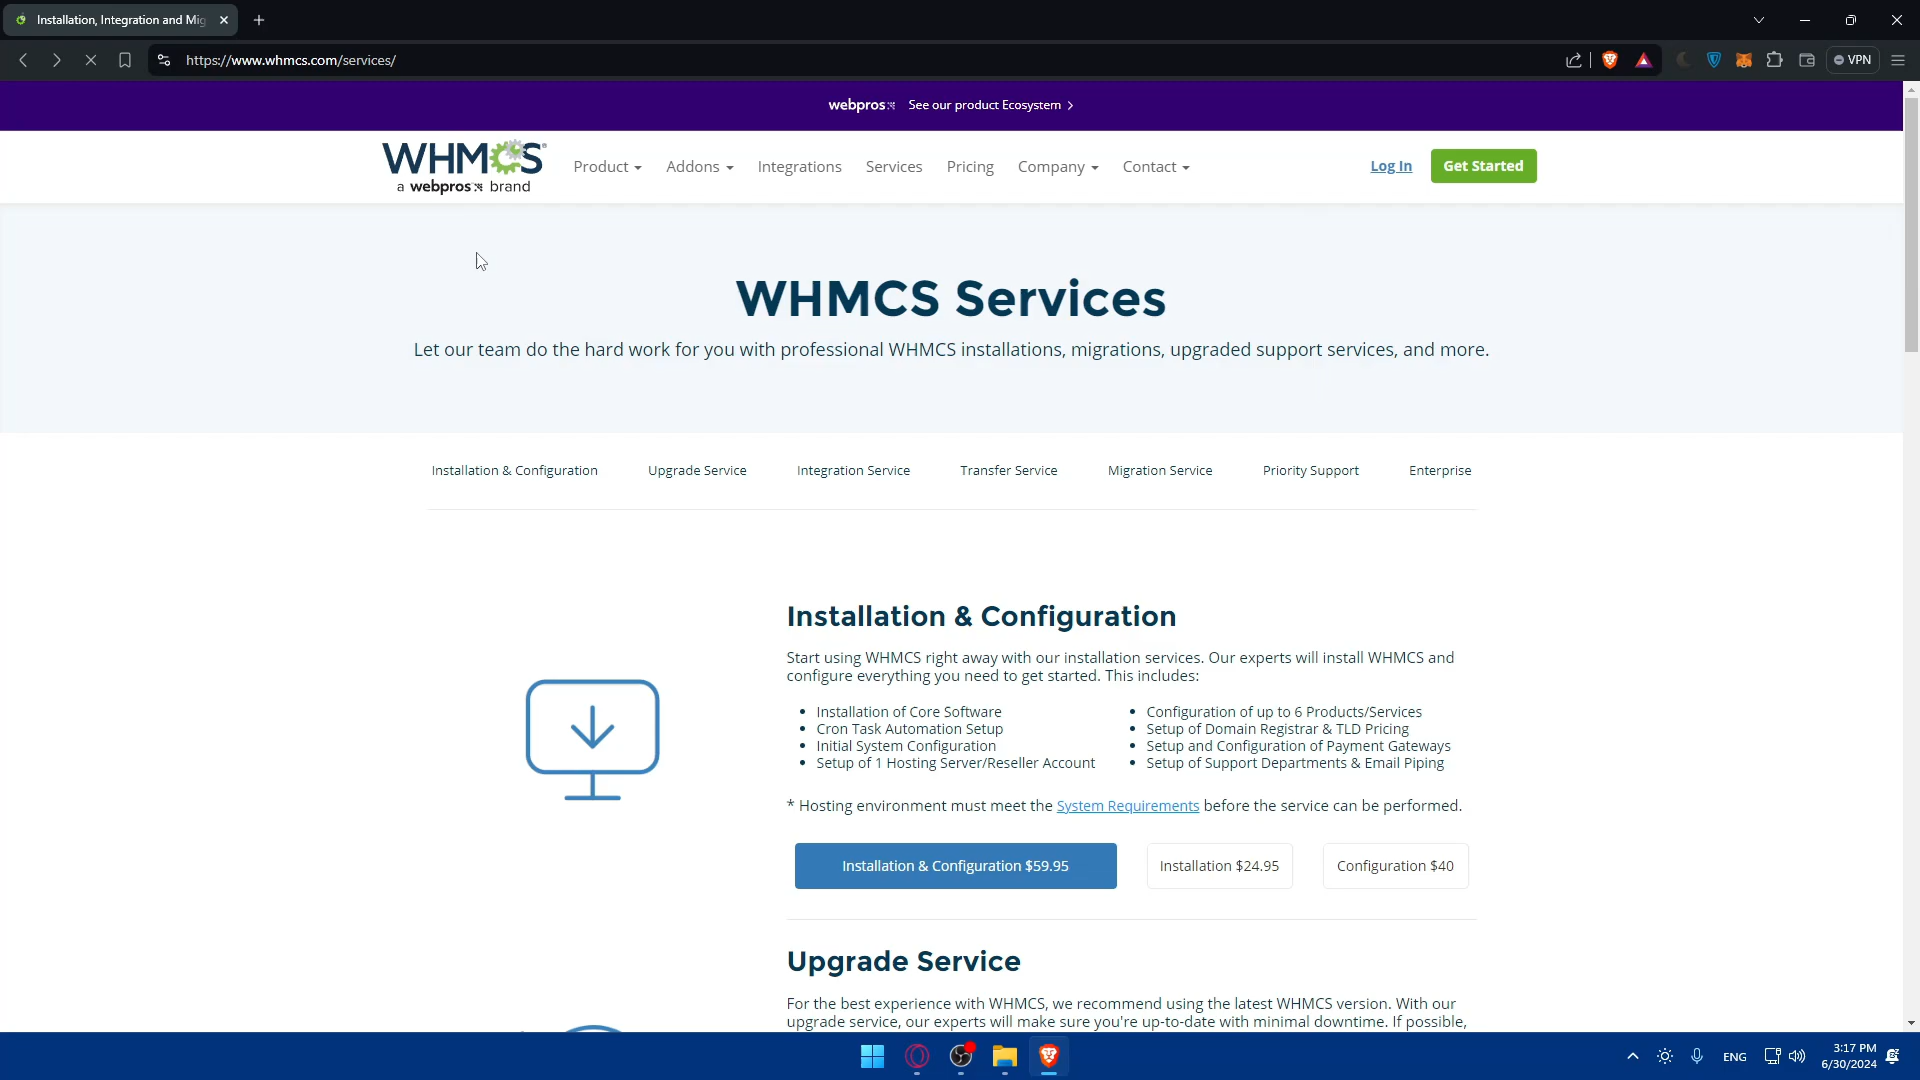 Installation, Integration and Mig
https://www.whmcs.com/services/
VPN
webpros See our product Ecosystem
WHMCS
a webpros brand
Product
Addons
Integrations
Services
Pricing
Company
Contact
Log In
Get Started
WHMCS Services
Let our team do the hard work for you with professional WHMCS installations, migrations, upgraded support services, and more.
Installation & Configuration
Upgrade Service
Integration Service
Transfer Service
Migration Service
Priority Support
Enterprise
Installation & Configuration
Start using WHMCS right away with our installation services. Our experts will install WHMCS and
configure everything you need to get started. This includes:
• Installation of Core Software
• Cron Task Automation Setup
• Initial System Configuration
• Setup of 1 Hosting Server/Reseller Account
• Configuration of up to 6 Products/Services
• Setup of Domain Registrar & TLD Pricing
• Setup and Configuration of Payment Gateways
• Setup of Support Departments & Email Piping
* Hosting environment must meet the System Requirements before the service can be performed.
Installation & Configuration $59.95
Installation $24.95
Configuration $40
Upgrade Service
For the best experience with WHMCS, we recommend using the latest WHMCS version. With our
upgrade service, our experts will make sure you're up-to-date with minimal downtime. If possible,
ENG
3:17 PM
6/30/2024